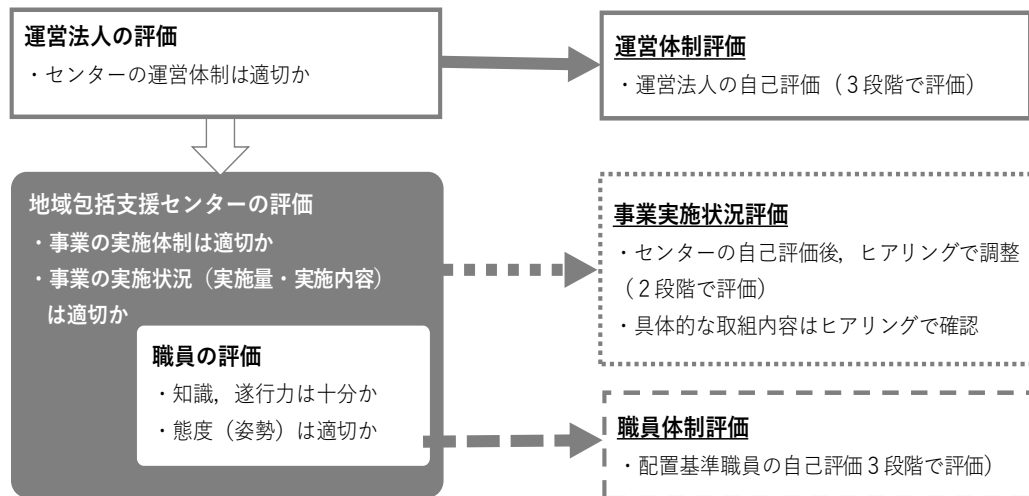 運営法人の評価
・センターの運営体制は適切か
運営体制評価
・運営法人の自己評価（３段階で評価）
地域包括支援センターの評価
・事業の実施体制は適切か
・事業の実施状況（実施量・実施内容）
は適切か
事業実施状況評価
・センターの自己評価後，ヒアリングで調整
（２段階で評価）
・具体的な取組内容はヒアリングで確認
職員の評価
・知識，遂行力は十分か
・態度（姿勢）は適切か
職員体制評価
・配置基準職員の自己評価３段階で評価）